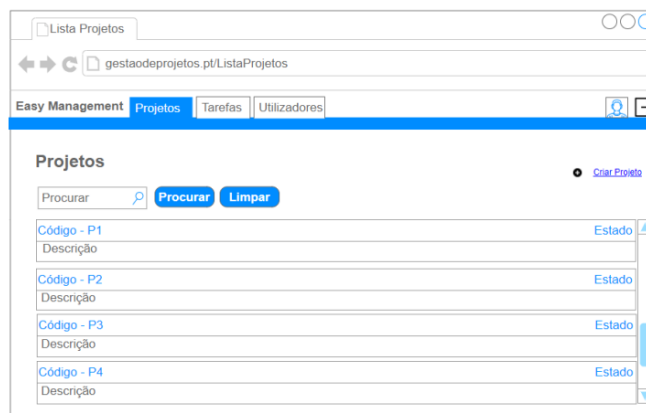 Lista Projetos
gestaodeprojetos.pt/ListaProjetos
Easy Management Projetos Tarefas Utilizadores
Projetos
Criar Projeto
Procurar Procurar Limpar
Código - P1 Estado
Descrição
Código - P2 Estado
Descrição
Código - P3 Estado
Descrição
Código - P4 Estado
Descrição